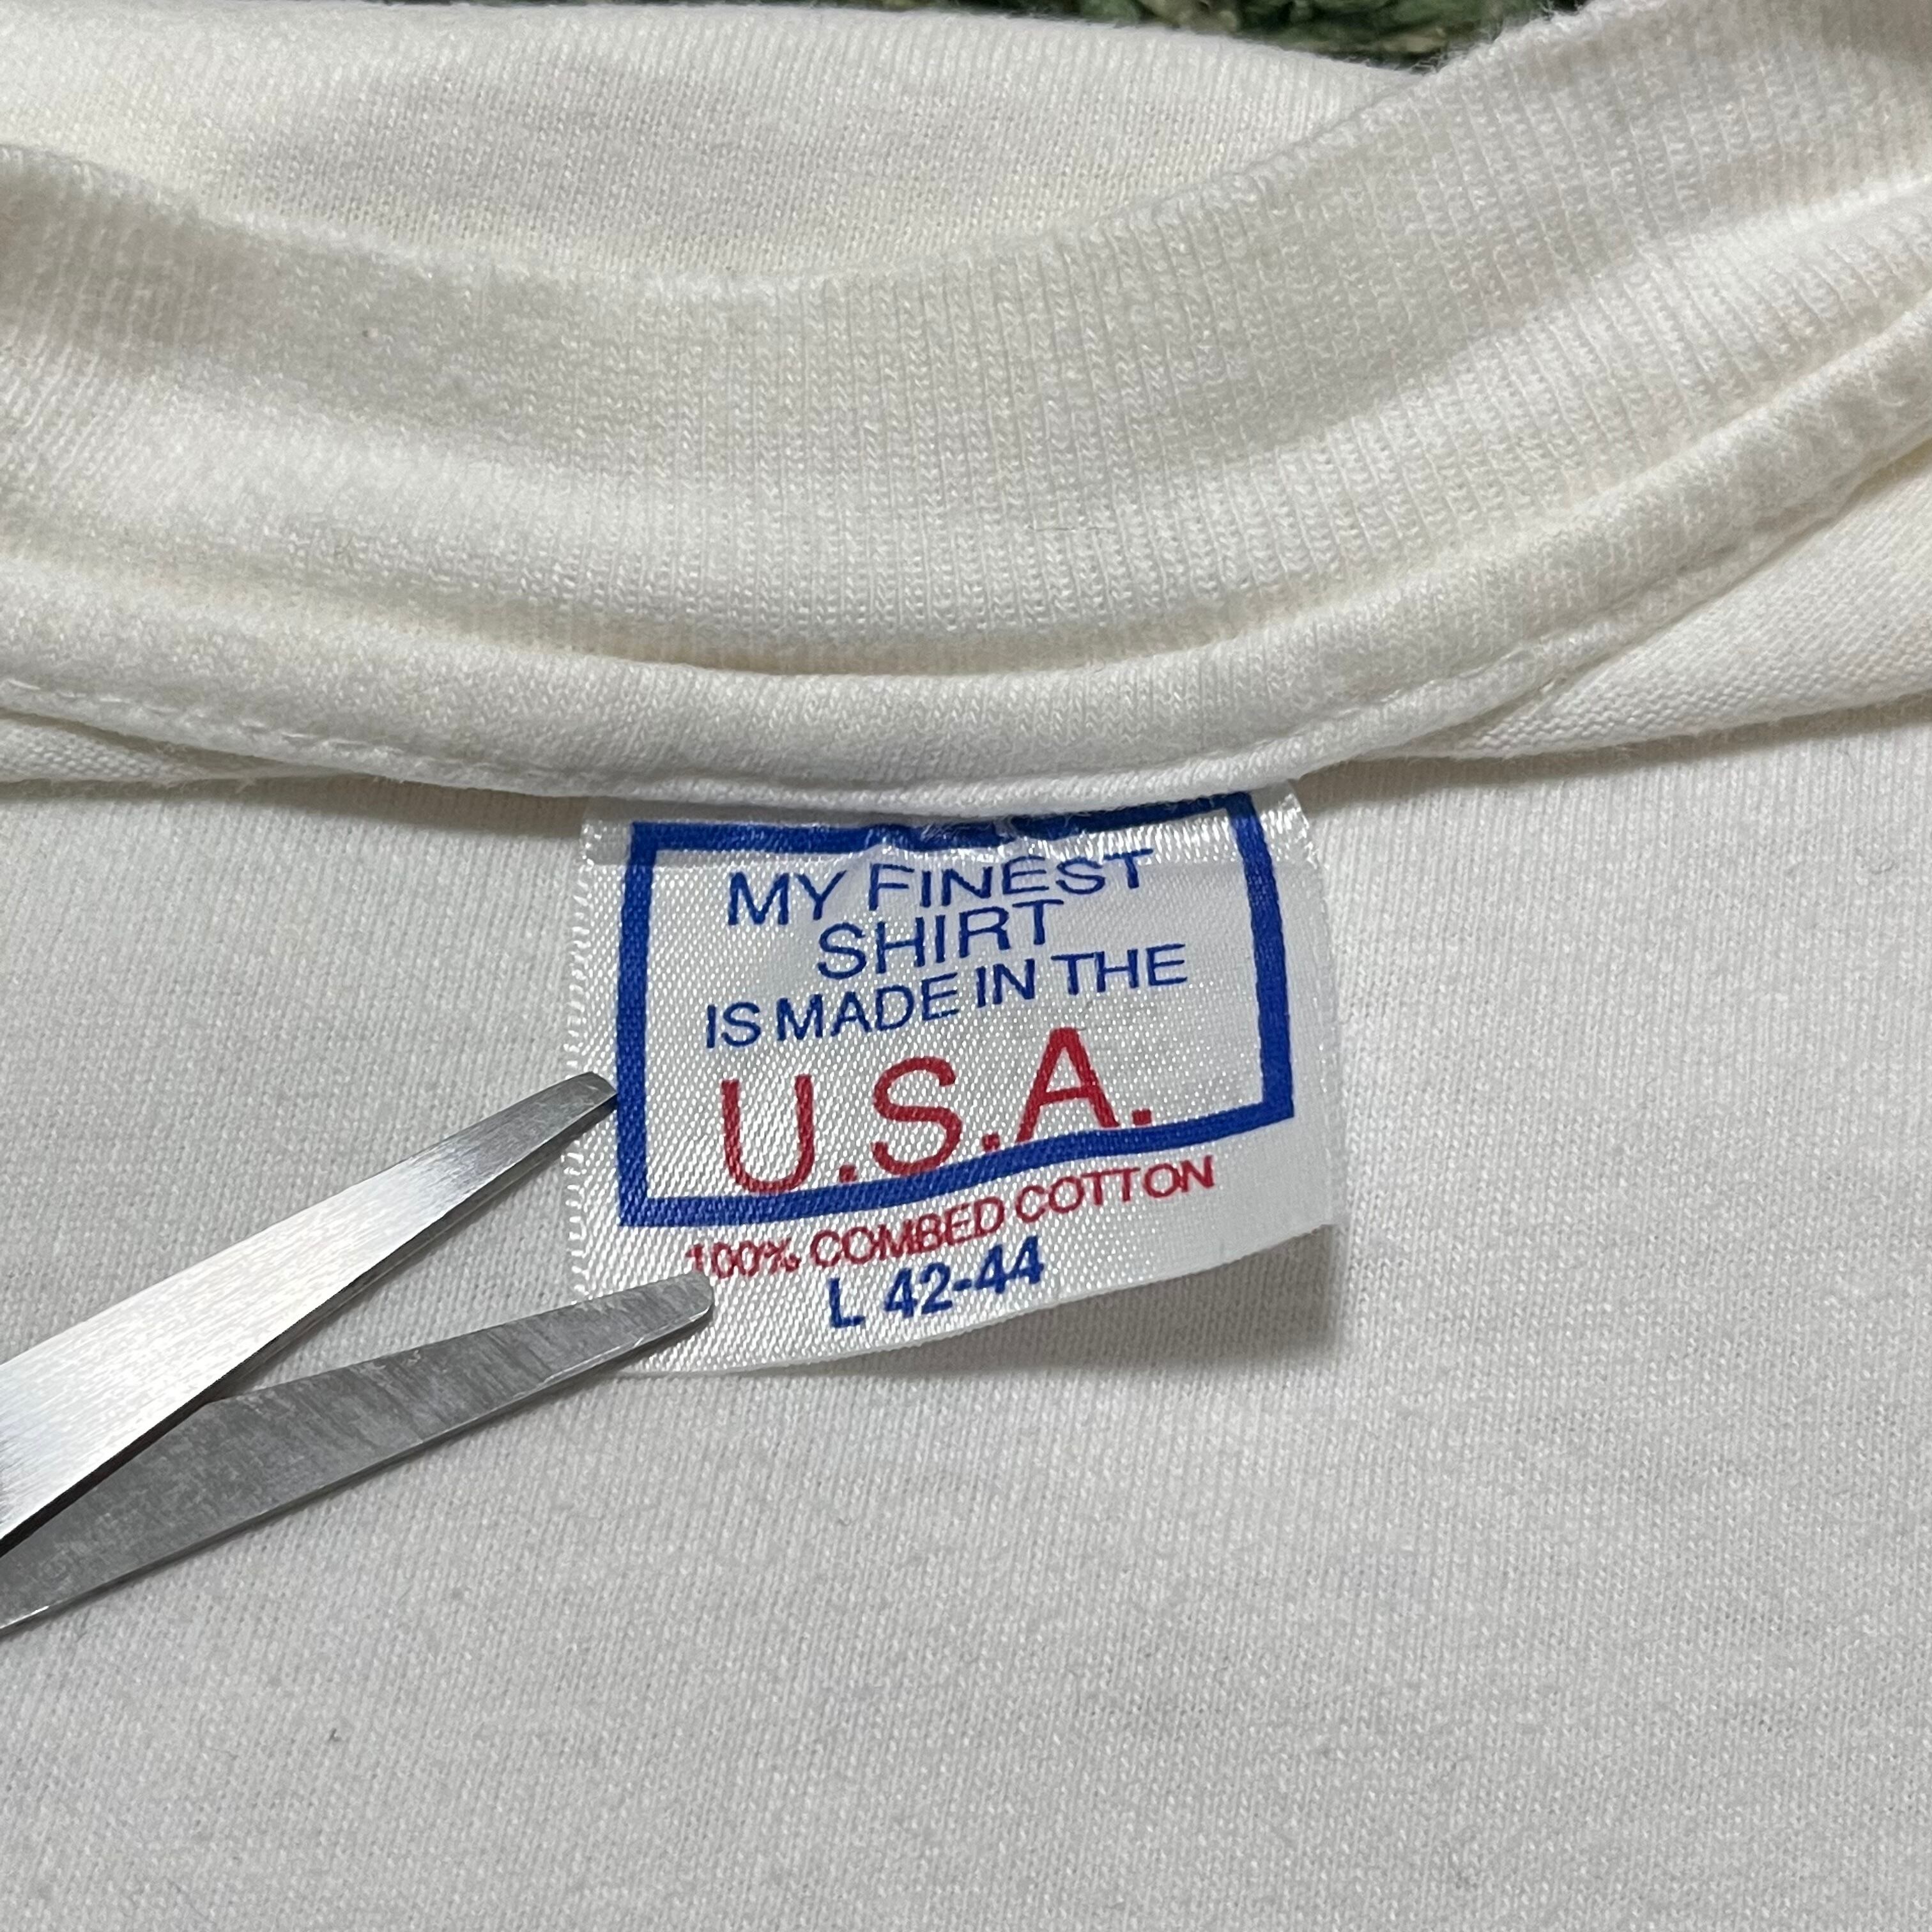 MY FINEST
SHIRT
IS MADE IN THE
U.S.A.
100% COMBED COTTON
L 42-44